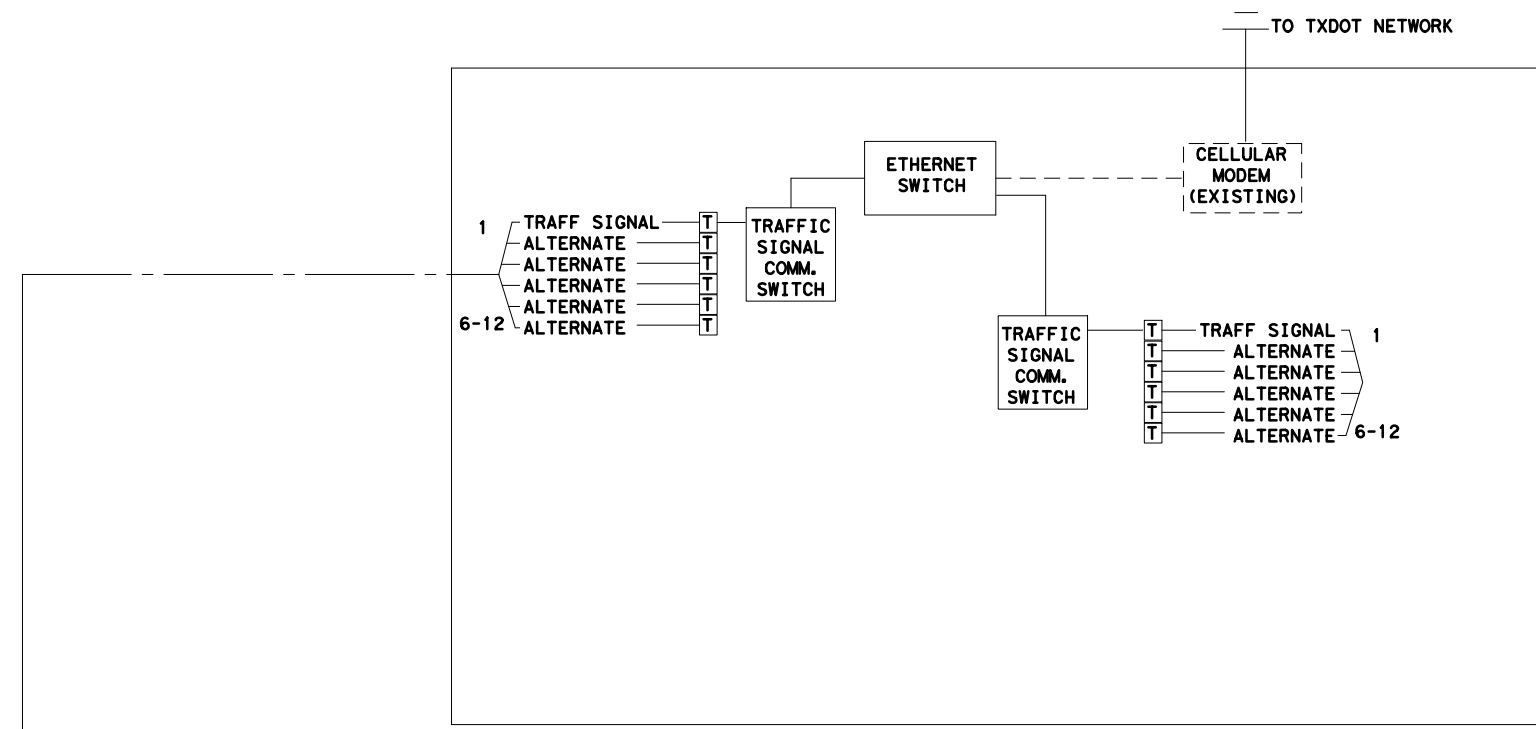 TO TXDOT NETWORK
ETHERNET
SWITCH
CELLULAR
MODEM
(EXISTING)
1
6-12
TRAFF SIGNAL
ALTERNATE
ALTERNATE
ALTERNATE
ALTERNATE
ALTERNATE
T
T
T
T
T
T
TRAFFIC
SIGNAL
COMM.
SWITCH
TRAFFIC
SIGNAL
COMM.
SWITCH
T
T
T
T
T
T
TRAFF SIGNAL
ALTERNATE
ALTERNATE
ALTERNATE
ALTERNATE
ALTERNATE
1
6-12